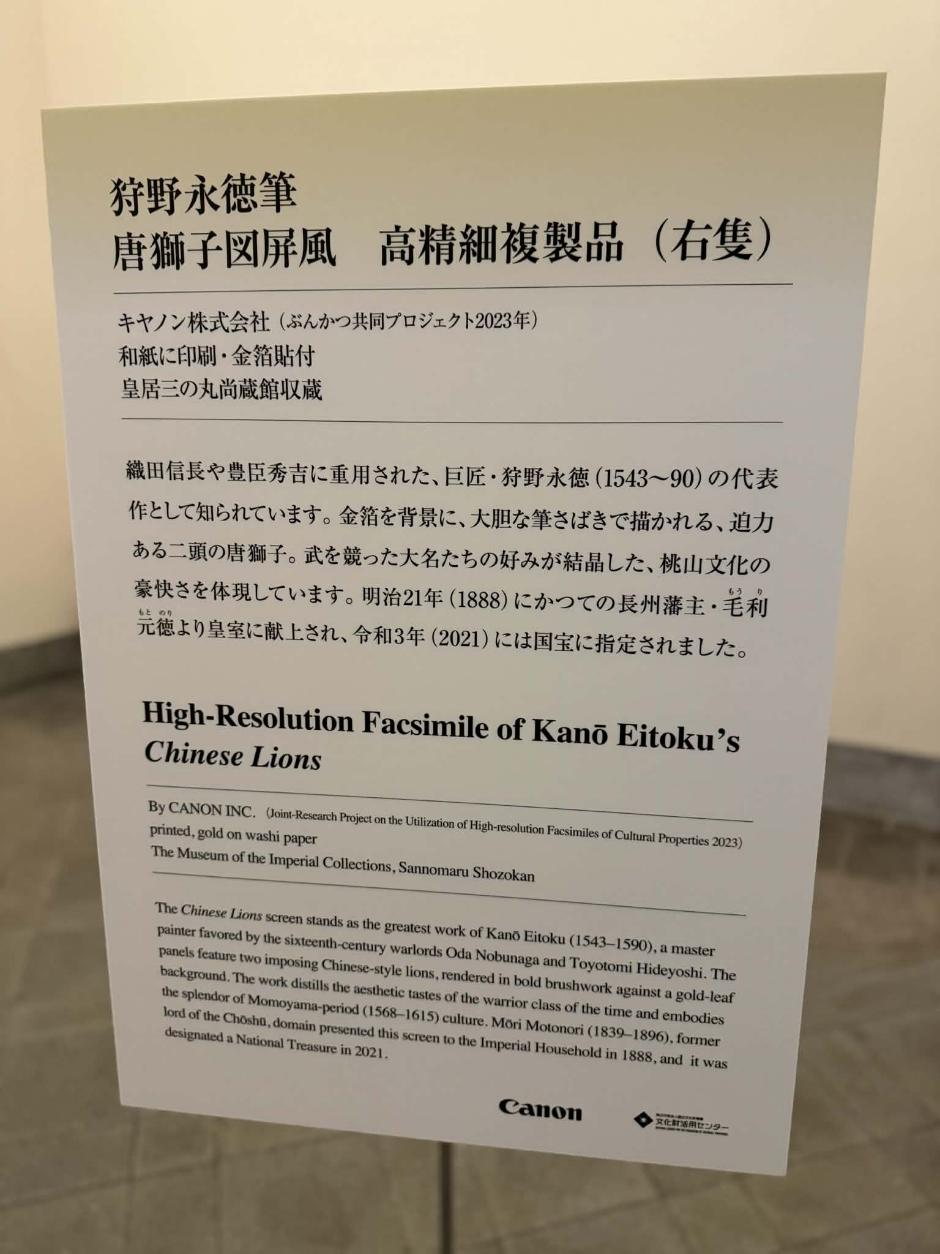 狩野永徳筆
唐獅子図屏風　高精細複製品（右隻）
キヤノン株式会社（ぶんかつ共同プロジェクト2023年）
和紙に印刷・金箔貼付
皇居三の丸尚蔵館収蔵
織田信長や豊臣秀吉に重用された、巨匠・狩野永徳（1543〜90）の代表
作として知られています。金箔を背景に、大胆な筆さばきで描かれる、迫力
ある二頭の唐獅子。武を競った大名たちの好みが結晶した、桃山文化の
もう り
豪快さを体現しています。明治21年（1888）にかつての長州藩主・毛利
もと のり
元徳より皇室に献上され、令和3年（2021）には国宝に指定されました。
High-Resolution Facsimile of Kanō Eitoku's
Chinese Lions
By CANON INC. (Joint-Research Project on the Utilization of High-resolution Facsimiles of Cultural Properties 2023)
printed, gold on washi paper
The Museum of the Imperial Collections, Sannomaru Shozokan
The Chinese Lions screen stands as the greatest work of Kanō Eitoku (1543–1590), a master
painter favored by the sixteenth-century warlords Oda Nobunaga and Toyotomi Hideyoshi. The
panels feature two imposing Chinese-style lions, rendered in bold brushwork against a gold-leaf
background. The work distills the aesthetic tastes of the warrior class of the time and embodies
the splendor of Momoyama-period (1568–1615) culture. Mōri Motonori (1839–1896), former
lord of the Chōshū, domain presented this screen to the Imperial Household in 1888, and it was
designated a National Treasure in 2021.
Canon
文化財活用センター